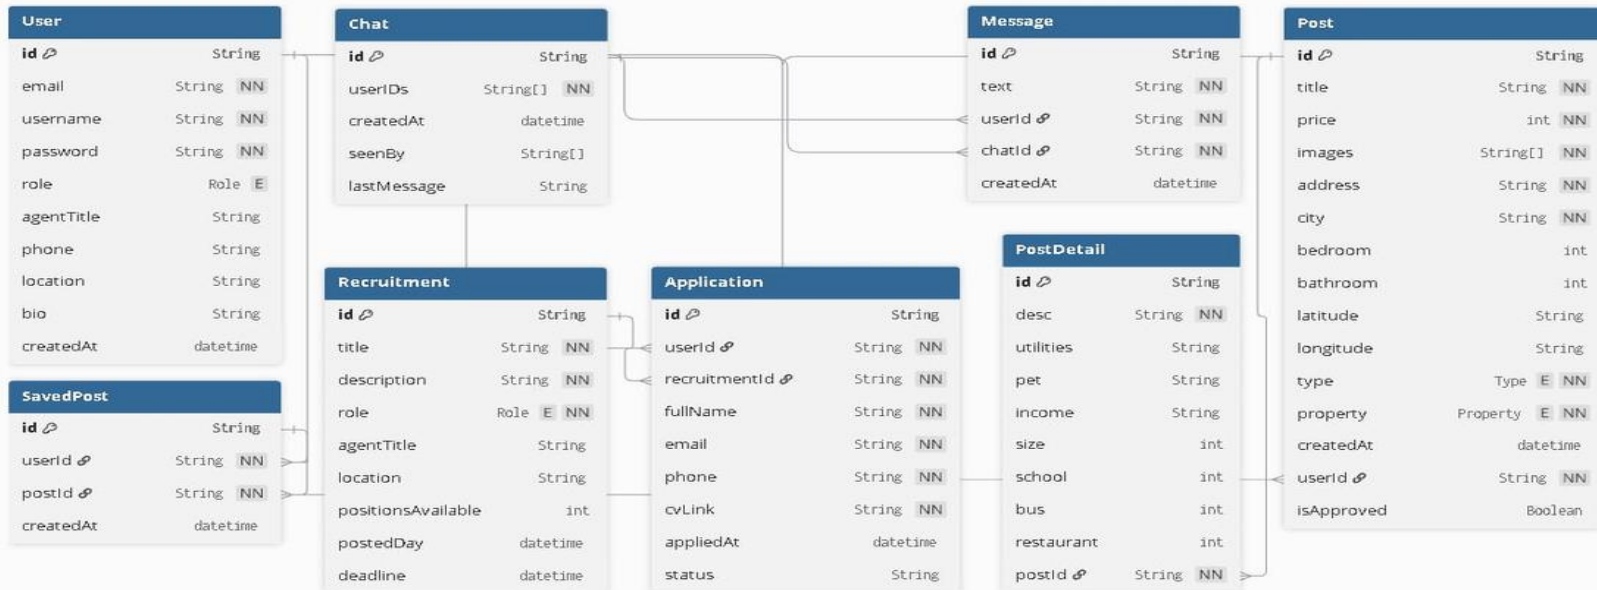 User
id String
email String NN
username String NN
password String NN
role Role E
agentTitle String
phone String
location String
bio String
createdAt datetime
SavedPost
id String
userId String NN
postId String NN
createdAt datetime
Chat
id String
userIDs String[] NN
createdAt datetime
seenBy String[]
lastMessage String
Recruitment
id String
title String NN
description String NN
role Role E NN
agentTitle String
location String
positionsAvailable int
postedDay datetime
deadline datetime
Application
id String
userId String NN
recruitmentId String NN
fullName String NN
email String NN
phone String NN
cvLink String NN
appliedAt datetime
status String
Message
id String
text String NN
userId String NN
chatId String NN
createdAt datetime
PostDetail
id String
desc String NN
utilities String
pet String
income String
size int
school int
bus int
restaurant int
postId String NN
Post
id String
title String NN
price int NN
images String[] NN
address String NN
city String NN
bedroom int
bathroom int
latitude String
longitude String
type Type E NN
property Property E NN
createdAt datetime
userId String NN
isApproved Boolean